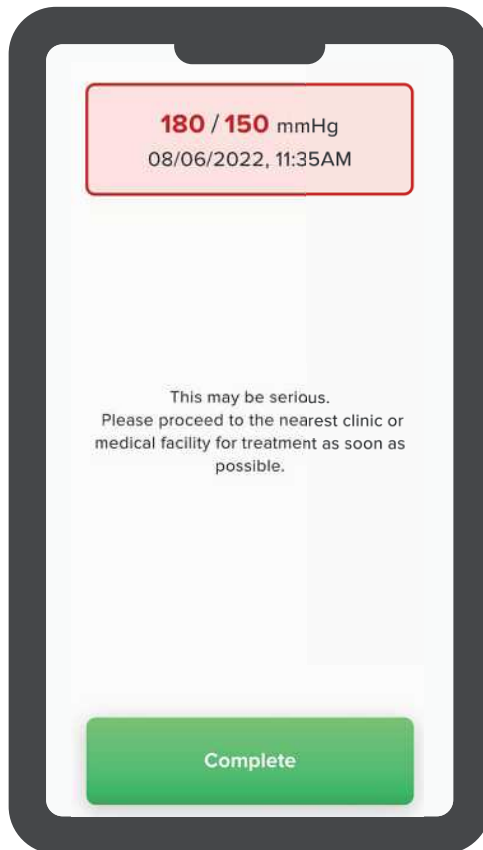 180 / 150 mmHg
08/06/2022, 11:35AM
This may be serious.
Please proceed to the nearest clinic or
medical facility for treatment as soon as
possible.
Complete